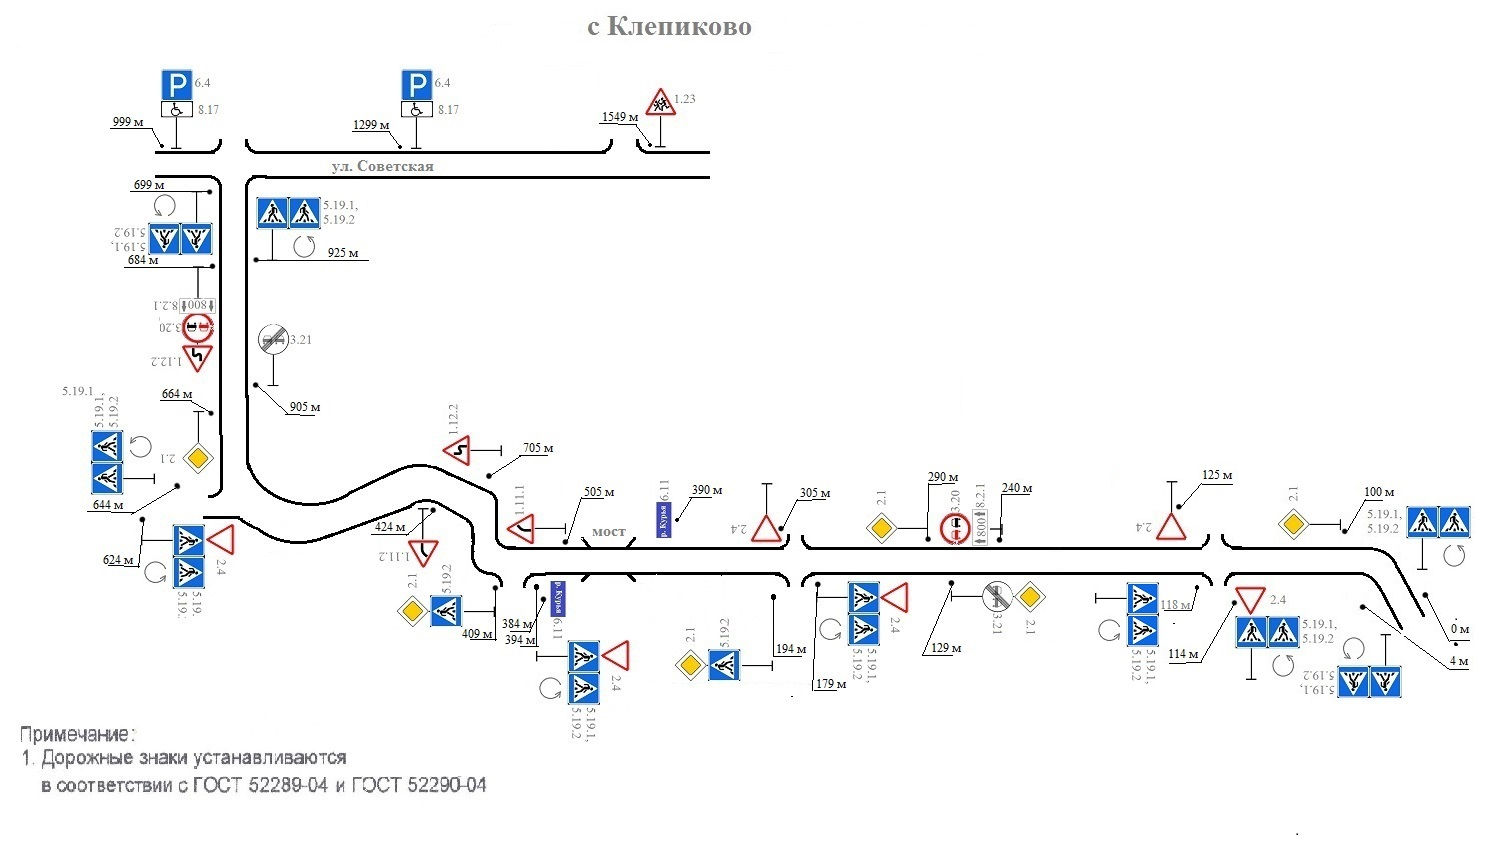 с Клепиково
P
6.4
8.17
P
6.4
8.17
1.23
999 м
1299 м
1549 м
ул. Советская
699 м
5.19.1,
5.19.2
5.19.1,
5.19.2
684 м
925 м
800
8.2.1
3.20,
3.21
1.12.2
5.19.1
5.19.1,
5.19.2
664 м
905 м
2.1
1.12.2
705 м
644 м
1.11.1
505 м
мост
р. Курья
6.11
390 м
305 м
2.4
2.1
290 м
3.20
800
8.2.1
240 м
125 м
2.4
2.1
100 м
5.19.1,
5.19.2
424 м
1.11.2
624 м
2.4
5.19.
5.19.
2.1
5.19.2
409 м
384 м
394 м
р. Курья
6.11
2.4
5.19.1,
5.19.2
2.1
5.19.2
194 м
179 м
2.4
5.19.1,
5.19.2
129 м
3.21
2.1
118 м
5.19.1,
5.19.2
114 м
2.4
5.19.1,
5.19.2
5.19.1,
5.19.2
0 м
4 м
Примечание:
1. Дорожные знаки устанавливаются
в соответствии с ГОСТ 52289-04 и ГОСТ 52290-04